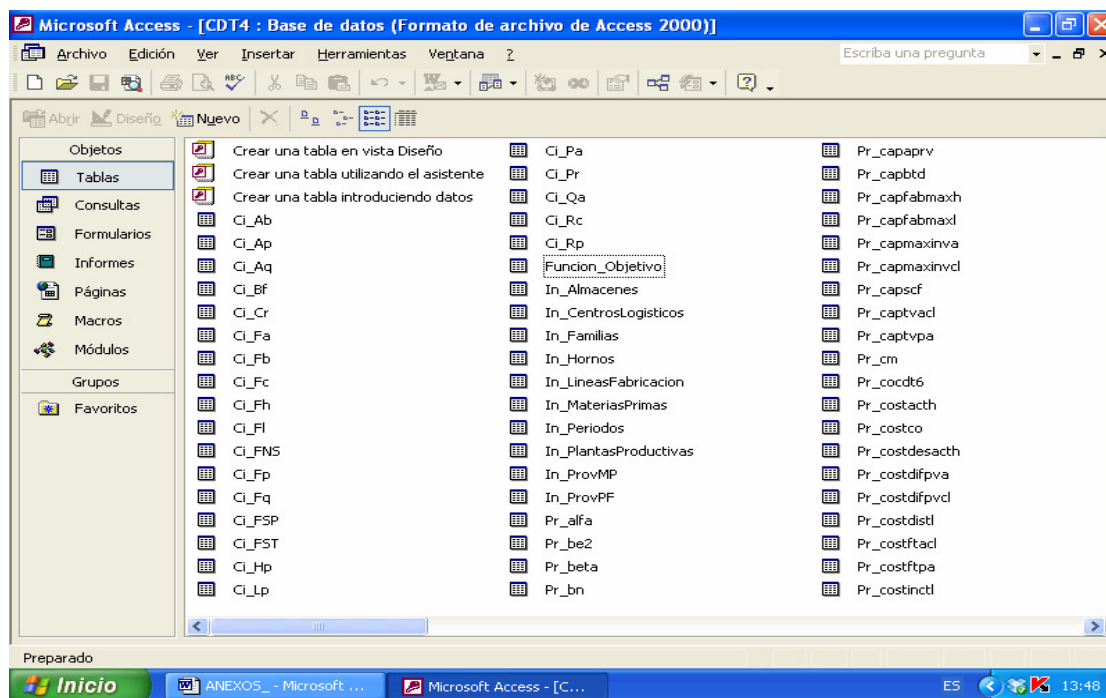 Microsoft Access - [CDT4 : Base de datos (Formato de archivo de Access 2000)]
Archivo Edición Ver Insertar Herramientas Ventana ?
Escriba una pregunta
Abrir Diseño Nuevo
Objetos
Tablas
Consultas
Formularios
Informes
Páginas
Macros
Módulos
Grupos
Favoritos
Crear una tabla en vista Diseño
Crear una tabla utilizando el asistente
Crear una tabla introduciendo datos
Ci_Ab
Ci_Ap
Ci_Aq
Ci_Bf
Ci_Cr
Ci_Fa
Ci_Fb
Ci_Fc
Ci_Fh
Ci_Fl
Ci_FNS
Ci_Fp
Ci_Fq
Ci_FSP
Ci_FST
Ci_Hp
Ci_Lp
Ci_Pa
Ci_Pr
Ci_Qa
Ci_Rc
Ci_Rp
Funcion_Objetivo
In_Almacenes
In_CentrosLogisticos
In_Familias
In_Hornos
In_LineasFabricacion
In_MateriasPrimas
In_Periodos
In_PlantasProductivas
In_ProvMP
In_ProvPF
Pr_alfa
Pr_be2
Pr_beta
Pr_bn
Pr_capaprv
Pr_capbtd
Pr_capfabmaxh
Pr_capfabmaxl
Pr_capmaxinva
Pr_capmaxinvcl
Pr_capscf
Pr_captvacl
Pr_captvpa
Pr_cm
Pr_cocdt6
Pr_costacth
Pr_costco
Pr_costdesacth
Pr_costdifpva
Pr_costdifpvcl
Pr_costdistl
Pr_costftacl
Pr_costftpa
Pr_costinctl
Preparado
Inicio
ANEXOS_ - Microsoft ...
Microsoft Access - [C...
ES
13:48